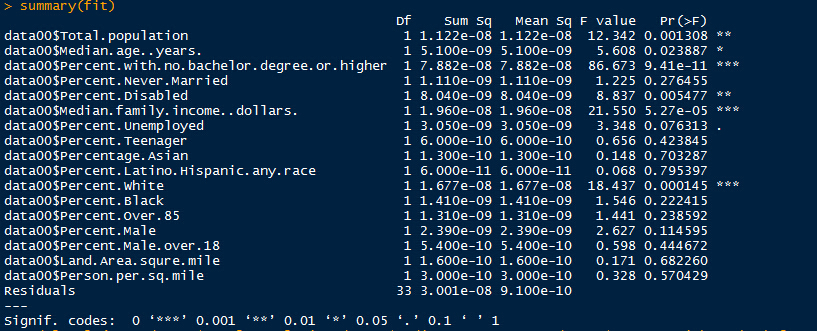 > summary(fit)
Df Sum Sq Mean Sq F value Pr(>F)
data00$Total.population 1 1.122e-08 1.122e-08 12.342 0.001308 **
data00$Median.age..years. 1 5.100e-09 5.100e-09 5.608 0.023887 *
data00$Percent.with.no.bachelor.degree.or.higher 1 7.882e-08 7.882e-08 86.673 9.41e-11 ***
data00$Percent.Never.Married 1 1.110e-09 1.110e-09 1.225 0.276455
data00$Percent.Disabled 1 8.040e-09 8.040e-09 8.837 0.005477 **
data00$Median.family.income..dollars. 1 1.960e-08 1.960e-08 21.550 5.27e-05 ***
data00$Percent.Unemployed 1 3.050e-09 3.050e-09 3.348 0.076313 .
data00$Percent.Teenager 1 6.000e-10 6.000e-10 0.656 0.423845
data00$Percentage.Asian 1 1.300e-10 1.300e-10 0.148 0.703287
data00$Percent.Latino.Hispanic.any.race 1 6.000e-11 6.000e-11 0.068 0.795397
data00$Percent.White 1 1.677e-08 1.677e-08 18.437 0.000145 ***
data00$Percent.Black 1 1.410e-09 1.410e-09 1.546 0.222415
data00$Percent.Over.85 1 1.310e-09 1.310e-09 1.441 0.238592
data00$Percent.Male 1 2.390e-09 2.390e-09 2.627 0.114595
data00$Percent.Male.over.18 1 5.400e-10 5.400e-10 0.598 0.444672
data00$Land.Area.squre.mile 1 1.600e-10 1.600e-10 0.171 0.682260
data00$Person.per.sq.mile 1 3.000e-10 3.000e-10 0.328 0.570429
Residuals 33 3.001e-08 9.100e-10
---
Signif. codes: 0 ‘***’ 0.001 ‘**’ 0.01 ‘*’ 0.05 ‘.’ 0.1 ‘ ’ 1